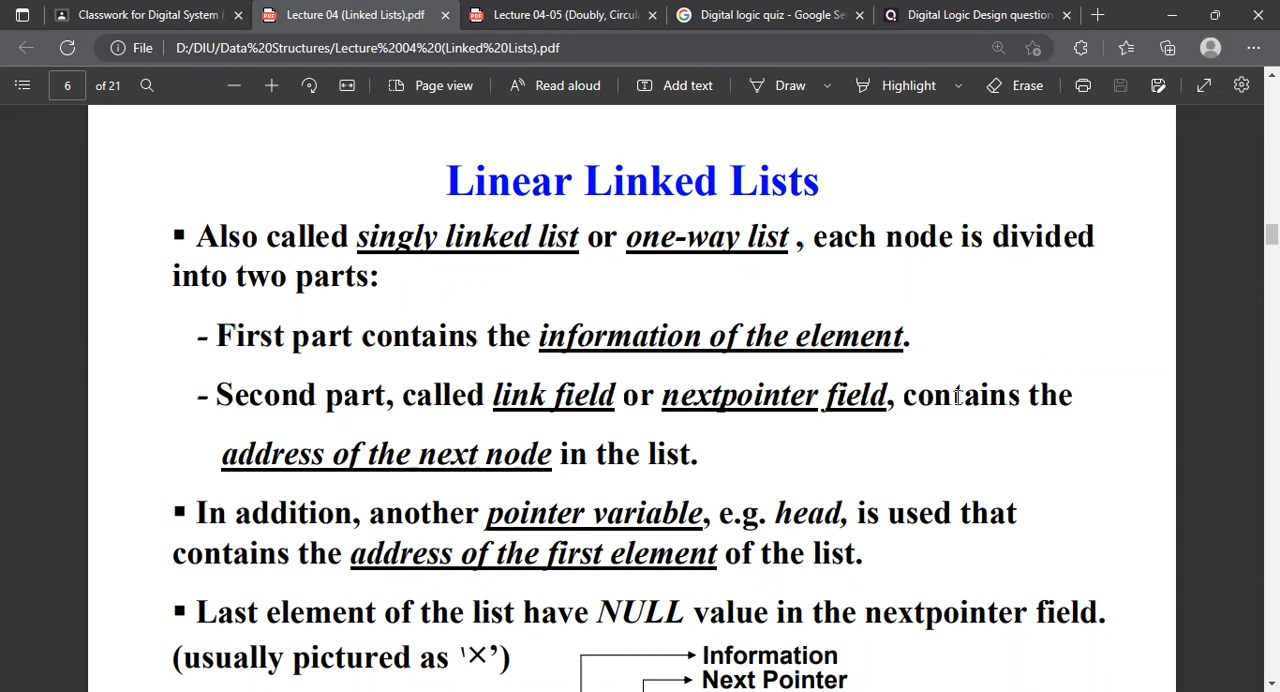 Classwork for Digital System (
Lecture 04 (Linked Lists).pdf
Lecture 04-05 (Doubly, Circul
Digital logic quiz - Google Se
Digital Logic Design question
File
D:/DIU/Data%20Structures/Lecture%2004%20(Linked%20Lists).pdf
6 of 21
Page view
Read aloud
Add text
Draw
Highlight
Erase
Linear Linked Lists
▪ Also called singly linked list or one-way list , each node is divided
into two parts:
- First part contains the information of the element.
- Second part, called link field or nextpointer field, contains the
address of the next node in the list.
▪ In addition, another pointer variable, e.g. head, is used that
contains the address of the first element of the list.
▪ Last element of the list have NULL value in the nextpointer field.
(usually pictured as '×’)
Information
Next Pointer